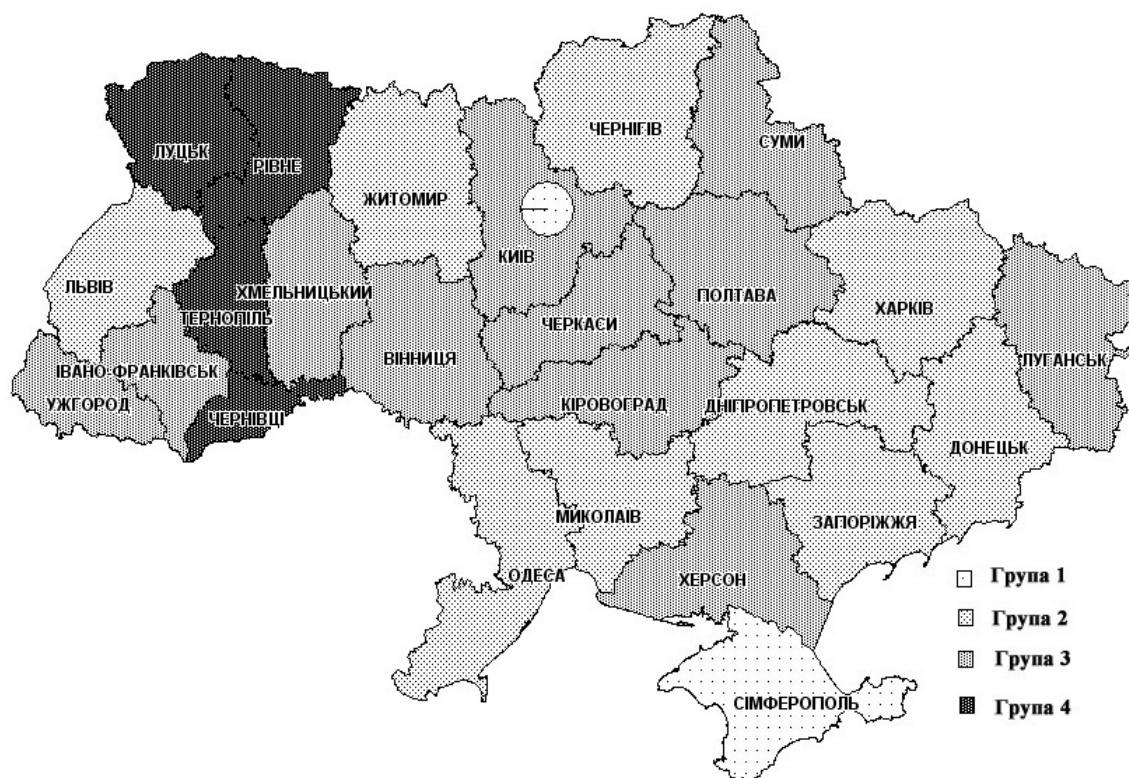 ЧЕРНІГІВ
СУМИ
ЛУЦЬК
РІВНЕ
ЖИТОМИР
КИЇВ
ЛЬВІВ
ТЕРНОПІЛЬ
ХМЕЛЬНИЦЬКИЙ
ПОЛТАВА
ХАРКІВ
ЧЕРКАСИ
ВІННИЦЯ
ЛУГАНСЬК
ІВАНО-ФРАНКІВСЬК
УЖГОРОД
ЧЕРНІВЦІ
КІРОВОГРАД
ДНІПРОПЕТРОВСЬК
ДОНЕЦЬК
МИКОЛАЇВ
ЗАПОРІЖЖЯ
ОДЕСА
ХЕРСОН
СІМФЕРОПОЛЬ
Група 1
Група 2
Група 3
Група 4